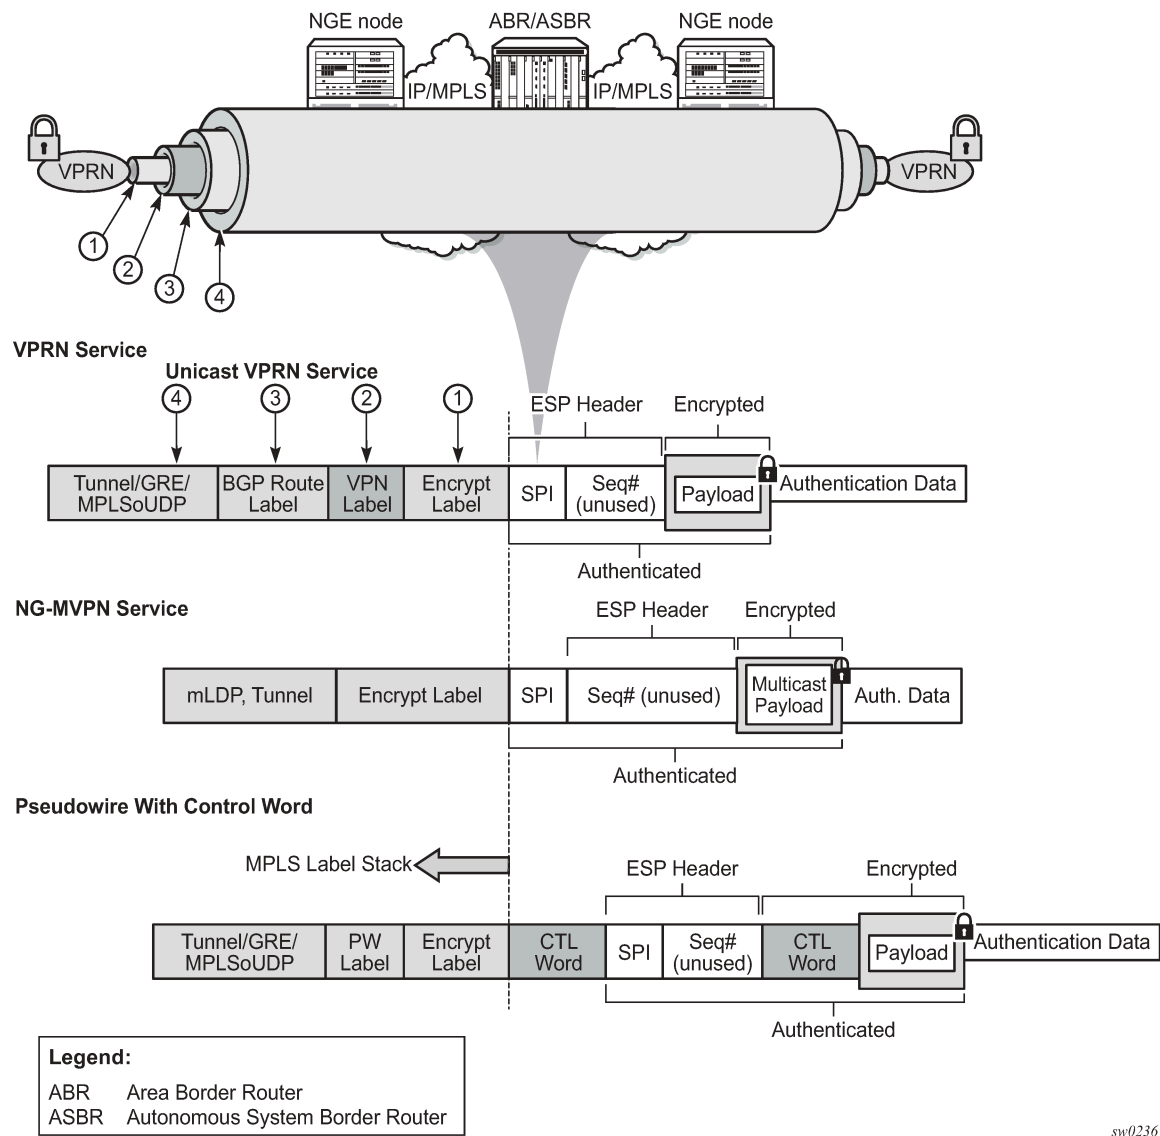 NGE node
ABR/ASBR
NGE node
IP/MPLS
IP/MPLS
VPRN
VPRN
1
2
3
4
VPRN Service
Unicast VPRN Service
4
3
2
1
ESP Header
Encrypted
Tunnel/GRE/
MPLSoUDP
BGP Route
Label
VPN
Label
Encrypt
Label
SPI
Seq#
(unused)
Payload
Authentication Data
Authenticated
NG-MVPN Service
ESP Header
Encrypted
mLDP, Tunnel
Encrypt Label
SPI
Seq# (unused)
Multicast
Payload
Auth. Data
Authenticated
Pseudowire With Control Word
MPLS Label Stack
ESP Header
Encrypted
Tunnel/GRE/
MPLSoUDP
PW
Label
Encrypt
Label
CTL
Word
SPI
Seq#
(unused)
CTL
Word
Payload
Authentication Data
Authenticated
Legend:
ABR Area Border Router
ASBR Autonomous System Border Router
sw0236